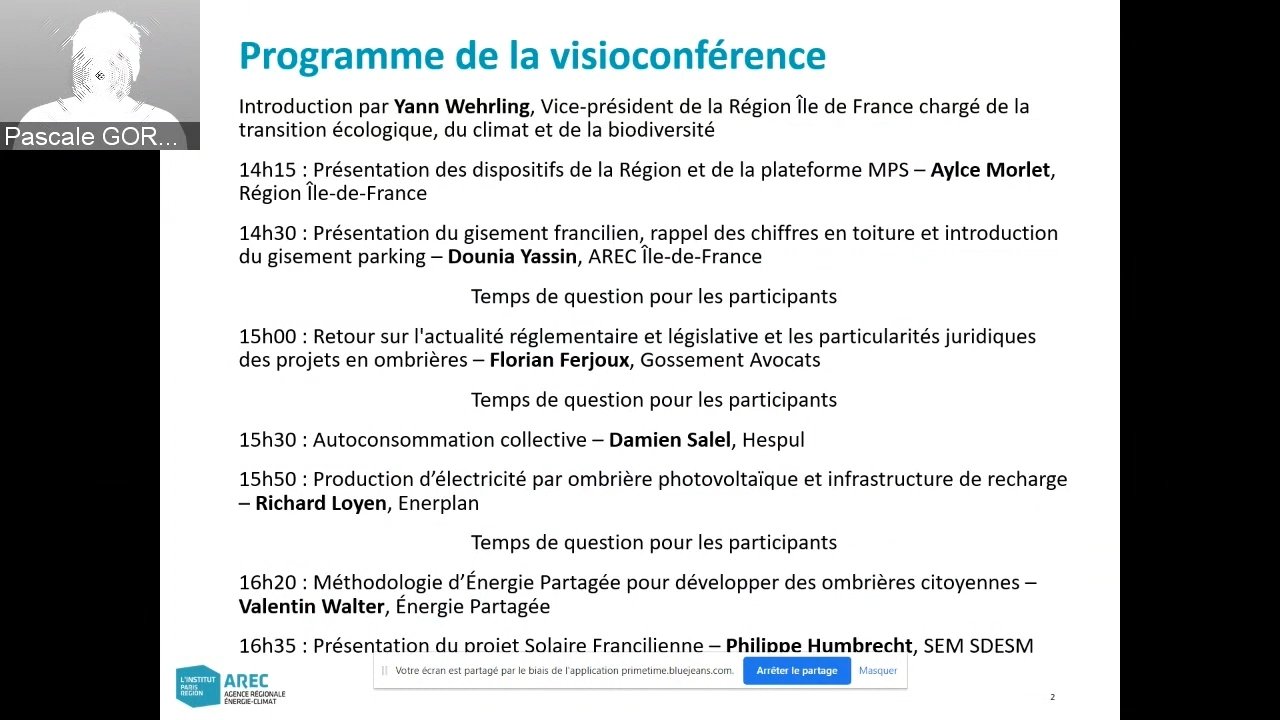 Pascale GOR...
Programme de la visioconférence
Introduction par Yann Wehrling, Vice-président de la Région Île de France chargé de la
transition écologique, du climat et de la biodiversité
14h15 : Présentation des dispositifs de la Région et de la plateforme MPS – Aylce Morlet,
Région Île-de-France
14h30 : Présentation du gisement francilien, rappel des chiffres en toiture et introduction
du gisement parking – Dounia Yassin, AREC Île-de-France
Temps de question pour les participants
15h00 : Retour sur l'actualité réglementaire et législative et les particularités juridiques
des projets en ombrières – Florian Ferjoux, Gossement Avocats
Temps de question pour les participants
15h30 : Autoconsommation collective – Damien Salel, Hespul
15h50 : Production d’électricité par ombrière photovoltaïque et infrastructure de recharge
– Richard Loyen, Enerplan
Temps de question pour les participants
16h20 : Méthodologie d’Énergie Partagée pour développer des ombrières citoyennes –
Valentin Walter, Énergie Partagée
16h35 : Présentation du projet Solaire Francilienne – Philippe Humbrecht, SEM SDESM
Votre écran est partagé par le biais de l'application primetime.bluejeans.com.
Arrêter le partage
Masquer
L'INSTITUT
PARIS
REGION
AREC
AGENCE RÉGIONALE
ÉNERGIE-CLIMAT
2